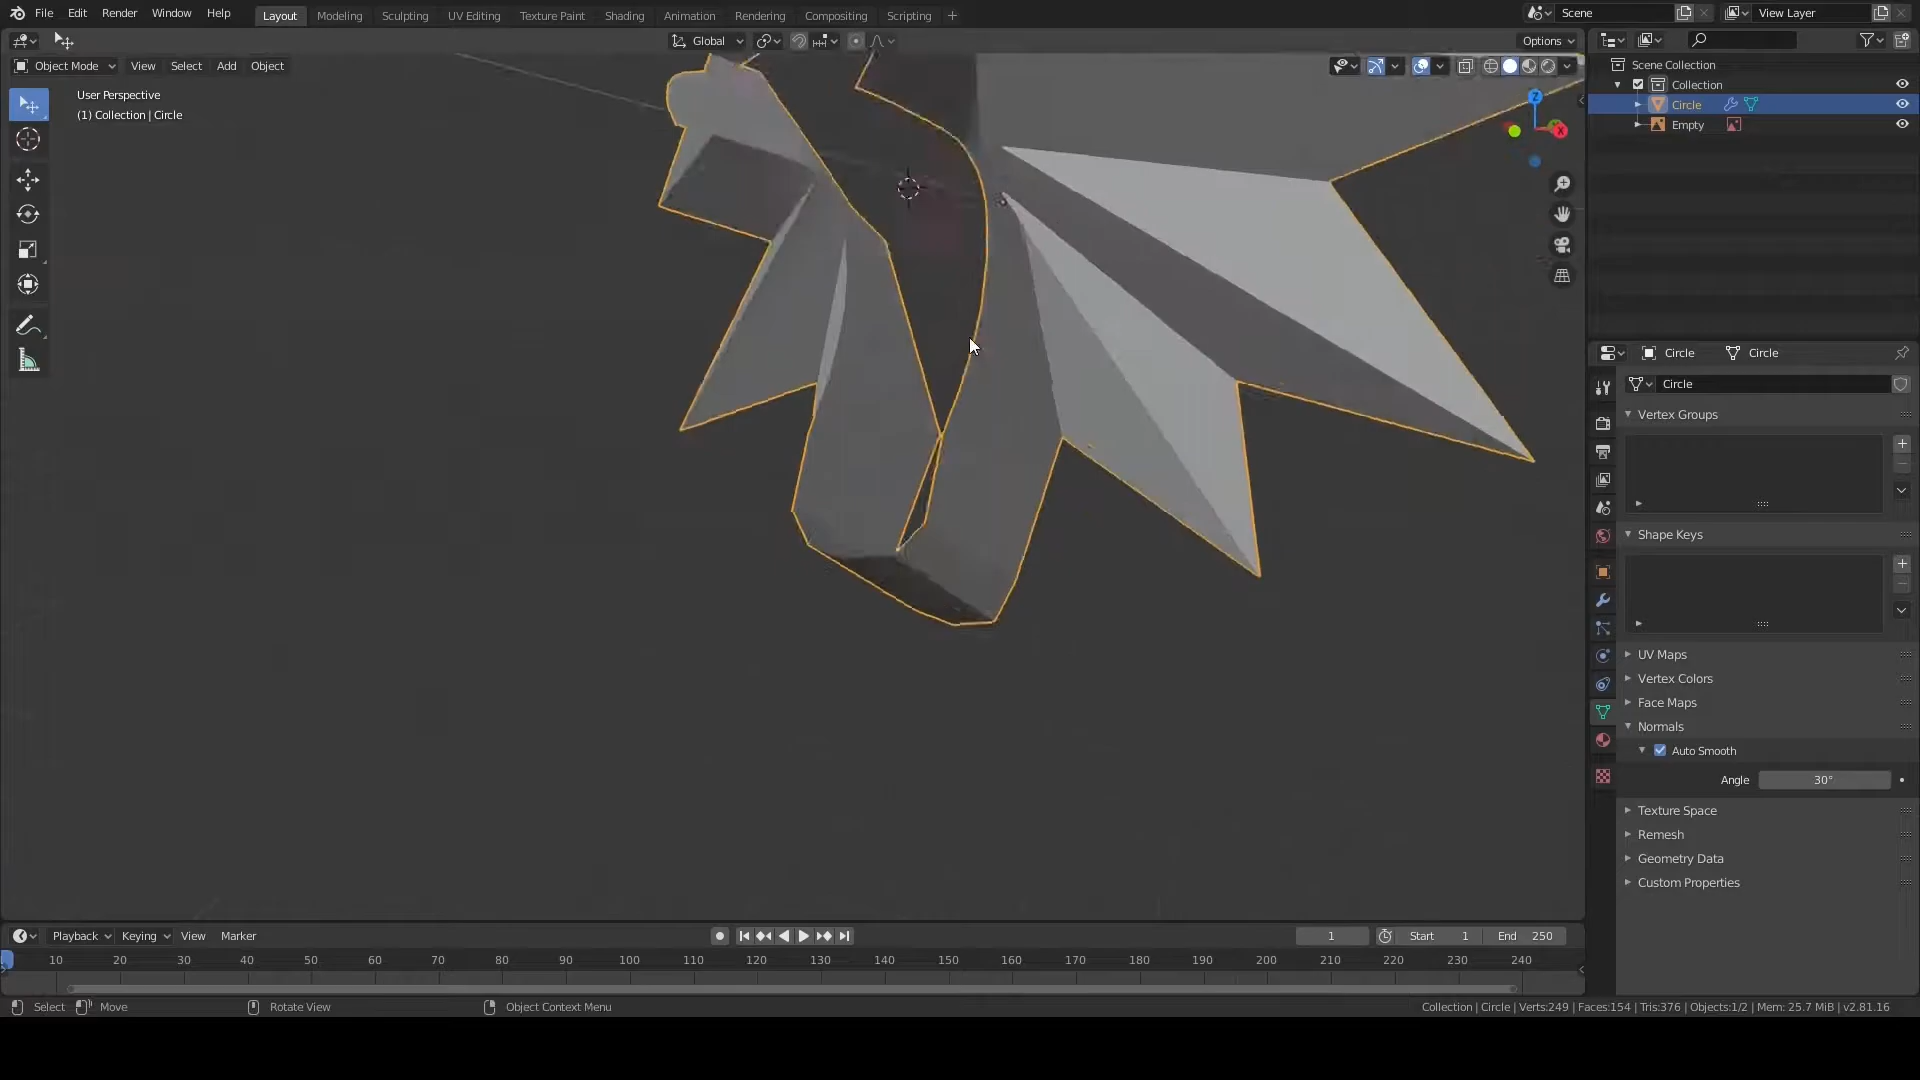 File Edit Render Window Help Layout Modeling Sculpting UV Editing Texture Paint Shading Animation Rendering Compositing Scripting + Scene View Layer
Global Options
Object Mode View Select Add Object
User Perspective
(1) Collection | Circle
Z
X
Scene Collection
Collection
Circle
Empty
Circle Circle
Circle
Vertex Groups
Shape Keys
UV Maps
Vertex Colors
Face Maps
Normals
Auto Smooth
Angle 30°
Texture Space
Remesh
Geometry Data
Custom Properties
Playback Keying View Marker 1 Start 1 End 250
10 20 30 40 50 60 70 80 90 100 110 120 130 140 150 160 170 180 190 200 210 220 230 240
Select Move Rotate View Object Context Menu Collection | Circle | Verts:249 | Faces:154 | Tris:376 | Objects:1/2 | Mem: 25.7 MiB | v2.81.16